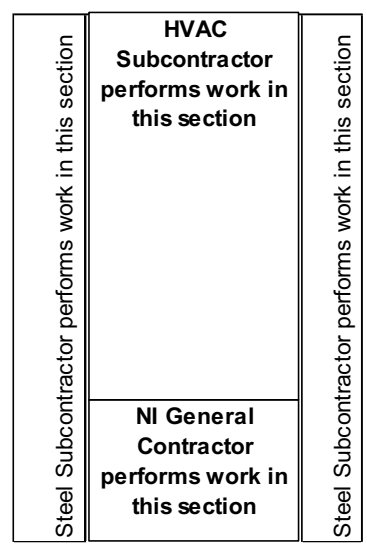 Steel Subcontractor performs work in this section
HVAC
Subcontractor
performs work in
this section
NI General
Contractor
performs work in
this section
Steel Subcontractor performs work in this section